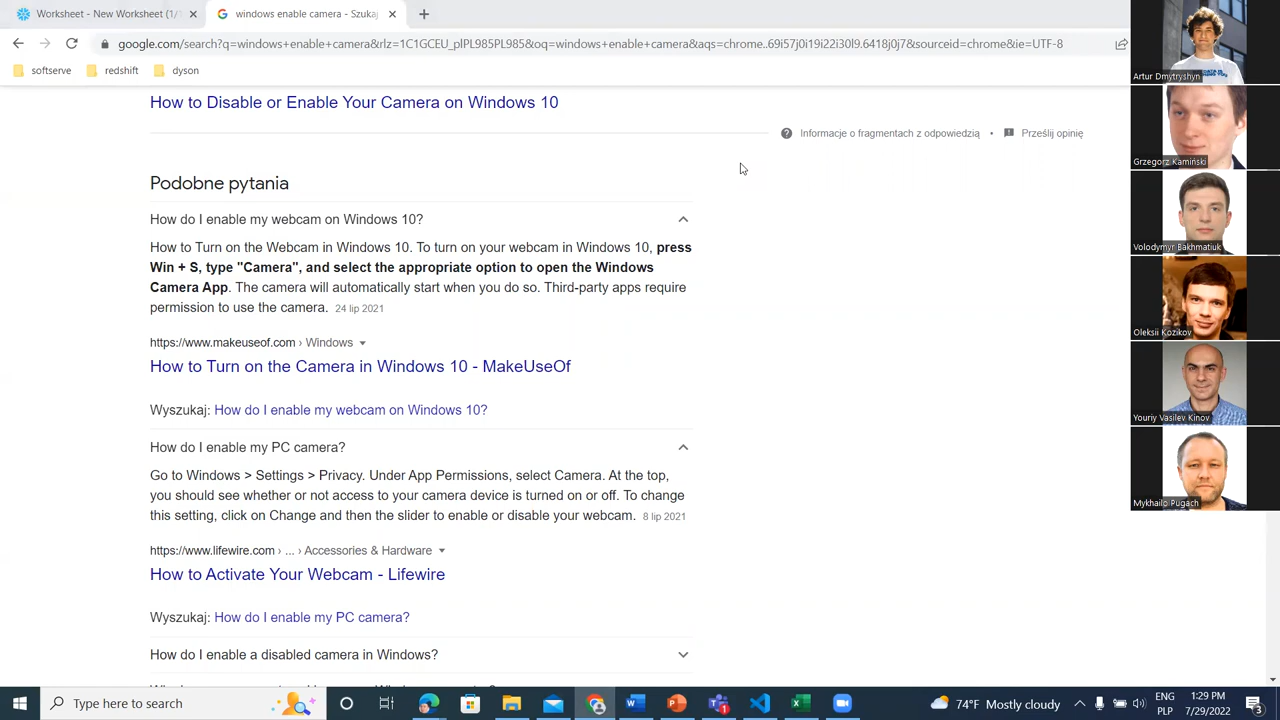 Worksheet - New Worksheet (1/1
windows enable camera - Szukaj
google.com/search?q=windows+enable+camera&rlz=1C1GCEU_plPL985PL985&oq=windows+enable+camera&aqs=chrome..69i57j0i19i22i30l9.6418j0j7&sourceid=chrome&ie=UTF-8
softserve redshift dyson
How to Disable or Enable Your Camera on Windows 10
Informacje o fragmentach z odpowiedzią • Prześlij opinię
Podobne pytania
How do I enable my webcam on Windows 10?
How to Turn on the Webcam in Windows 10. To turn on your webcam in Windows 10, press
Win + S, type "Camera", and select the appropriate option to open the Windows
Camera App. The camera will automatically start when you do so. Third-party apps require
permission to use the camera. 24 lip 2021
https://www.makeuseof.com › Windows
How to Turn on the Camera in Windows 10 - MakeUseOf
Wyszukaj: How do I enable my webcam on Windows 10?
How do I enable my PC camera?
Go to Windows > Settings > Privacy. Under App Permissions, select Camera. At the top,
you should see whether or not access to your camera device is turned on or off. To change
this setting, click on Change and then the slider to enable or disable your webcam. 8 lip 2021
https://www.lifewire.com › ... › Accessories & Hardware
How to Activate Your Webcam - Lifewire
Wyszukaj: How do I enable my PC camera?
How do I enable a disabled camera in Windows?
Artur Dmytryshyn
Grzegorz Kamiński
Volodymyr Bakhmatiuk
Oleksii Kozikov
Youriy Vasilev Kinov
Mykhailo Pugach
Type here to search
74°F Mostly cloudy
ENG
PLP
1:29 PM
7/29/2022
3